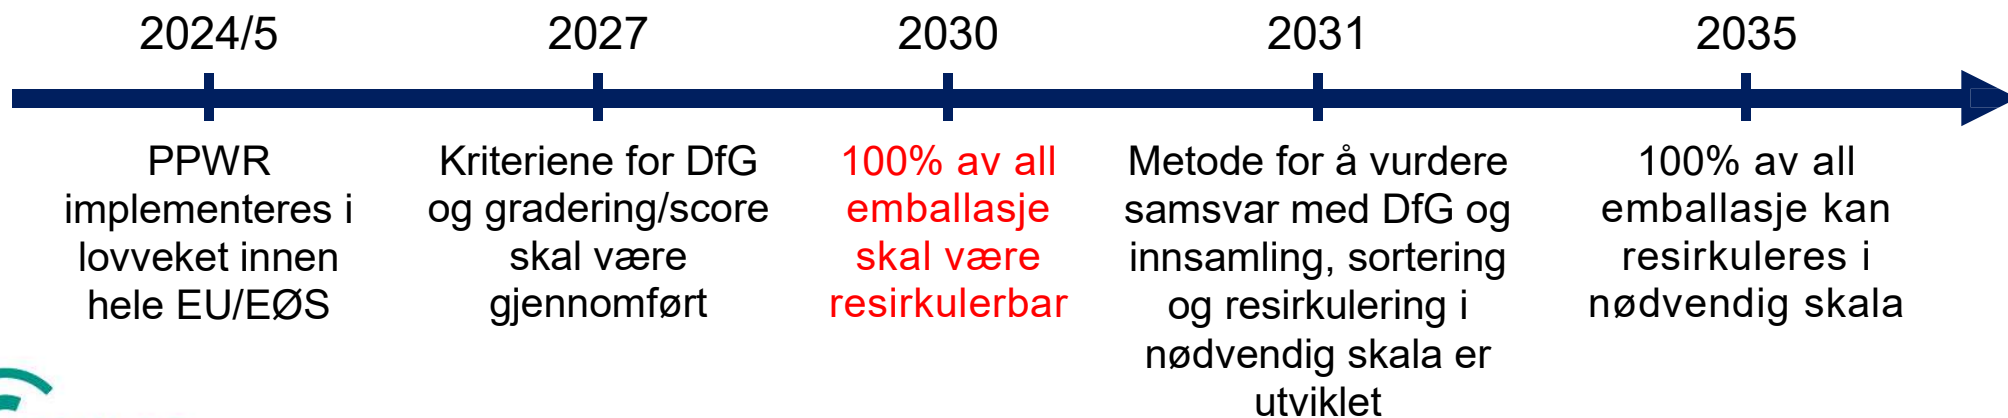 2024/5
PPWR
implementeres i
lovveket innen
hele EU/EØS
2027
Kriteriene for DfG
og gradering/score
skal være
gjennomført
2030
100% av all
emballasje
skal være
resirkulerbar
2031
Metode for å vurdere
samsvar med DfG og
innsamling, sortering
og resirkulering i
nødvendig skala er
utviklet
2035
100% av all
emballasje kan
resirkuleres i
nødvendig skala